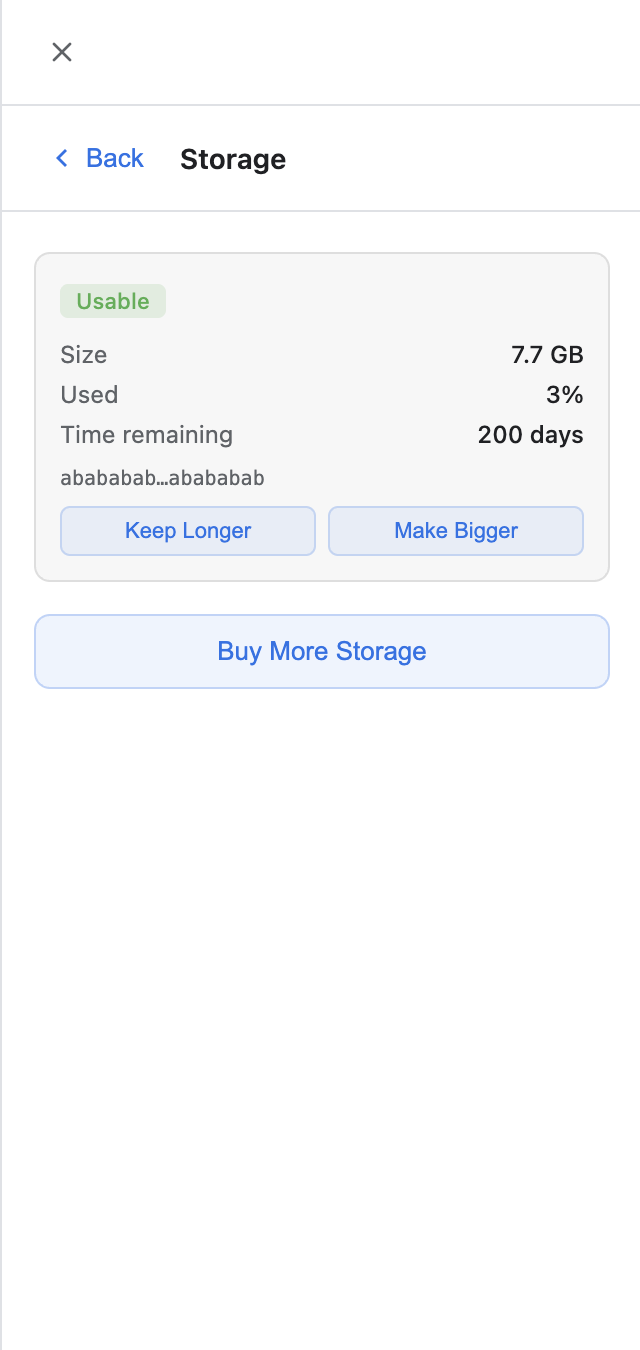 Back Storage
Usable
Size 7.7 GB
Used 3%
Time remaining 200 days
abababab…abababab
Keep Longer Make Bigger
Buy More Storage